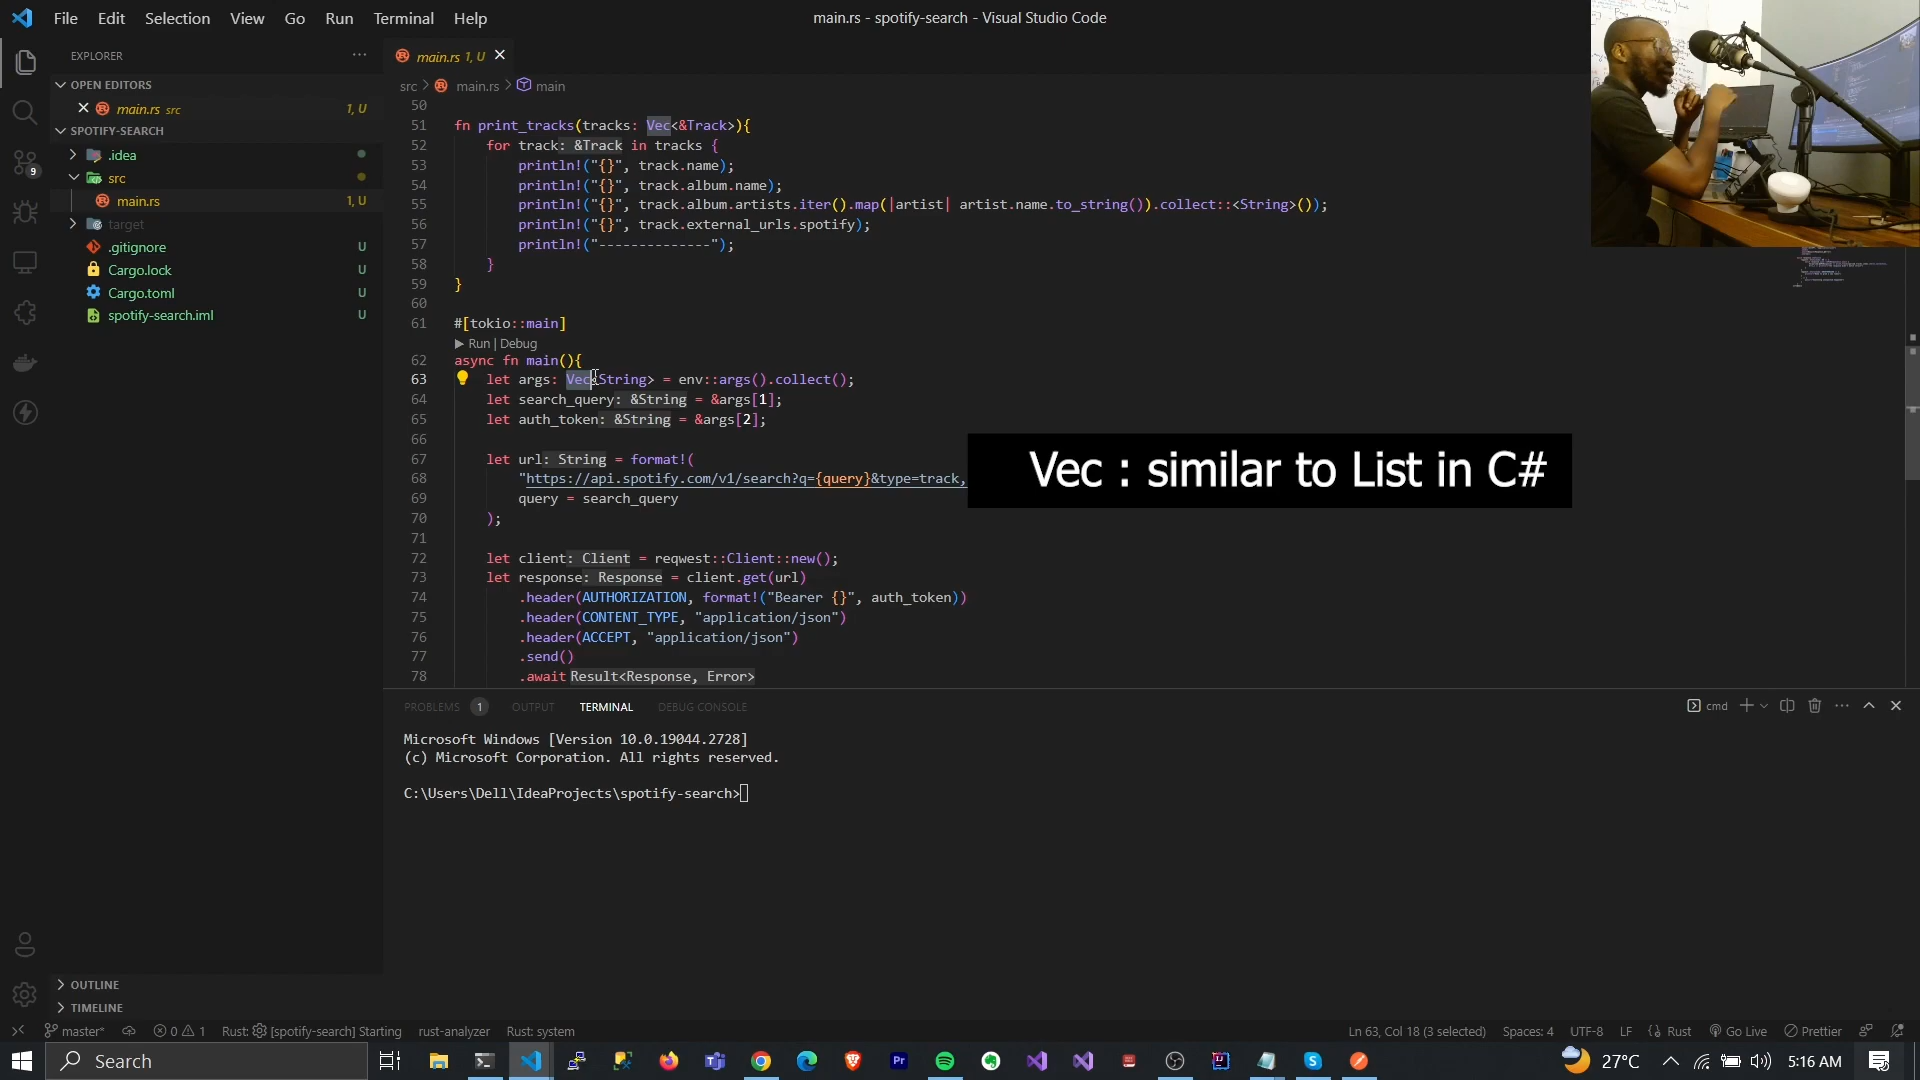 File Edit Selection View Go Run Terminal Help
main.rs - spotify-search - Visual Studio Code
EXPLORER
OPEN EDITORS
main.rs src 1, U
SPOTIFY-SEARCH
.idea
src
main.rs 1, U
target
.gitignore U
Cargo.lock U
Cargo.toml U
spotify-search.iml U
OUTLINE
TIMELINE
9
main.rs 1, U
src > main.rs > main
50
51 fn print_tracks(tracks: Vec<&Track>){
52 for track: &Track in tracks {
53 println!("{}", track.name);
54 println!("{}", track.album.name);
55 println!("{}", track.album.artists.iter().map(|artist| artist.name.to_string()).collect::<String>());
56 println!("{}", track.external_urls.spotify);
57 println!("--------------");
58 }
59 }
60
61 #[tokio::main]
Run | Debug
62 async fn main(){
63 let args: Vec<String> = env::args().collect();
64 let search_query: &String = &args[1];
65 let auth_token: &String = &args[2];
66
67 let url: String = format!(
68 "https://api.spotify.com/v1/search?q={query}&type=track,
69 query = search_query
70 );
71
72 let client: Client = reqwest::Client::new();
73 let response: Response = client.get(url)
74 .header(AUTHORIZATION, format!("Bearer {}", auth_token))
75 .header(CONTENT_TYPE, "application/json")
76 .header(ACCEPT, "application/json")
77 .send()
78 .await Result<Response, Error>
Vec : similar to List in C#
PROBLEMS 1 OUTPUT TERMINAL DEBUG CONSOLE
cmd
Microsoft Windows [Version 10.0.19044.2728]
(c) Microsoft Corporation. All rights reserved.
C:\Users\Dell\IdeaProjects\spotify-search>
master* 0 1 Rust: [spotify-search] Starting rust-analyzer Rust: system
Ln 63, Col 18 (3 selected) Spaces: 4 UTF-8 LF Rust Go Live Prettier
Search
27°C 5:16 AM